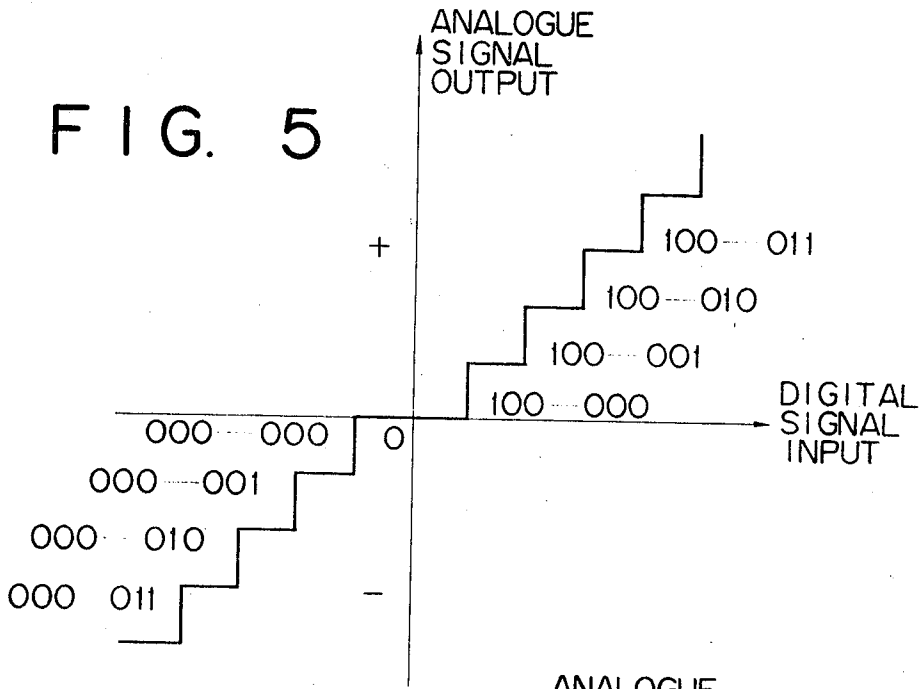 ANALOGUE
SIGNAL
OUTPUT
FIG. 5
+
100---011
100---010
100---001
100---000
DIGITAL
SIGNAL
INPUT
0
000---000
000---001
000---010
000 011
-
ANALOGUE